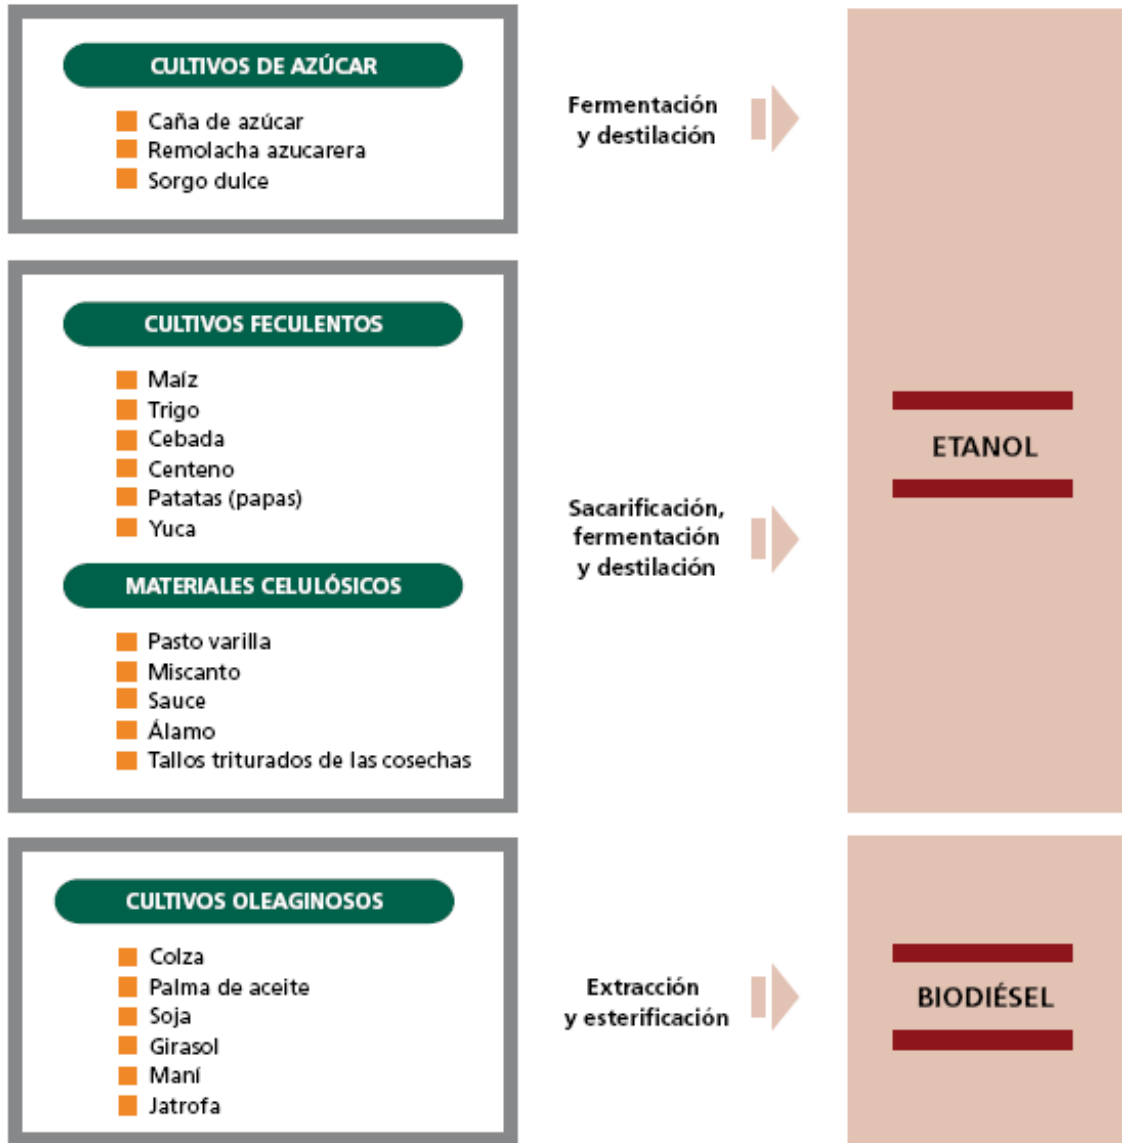 CULTIVOS DE AZÚCAR
Caña de azúcar
Remolacha azucarera
Sorgo dulce
Fermentación
y destilación
CULTIVOS FECULENTOS
Maíz
Trigo
Cebada
Centeno
Patatas (papas)
Yuca
MATERIALES CELULÓSICOS
Pasto varilla
Miscanto
Sauce
Álamo
Tallos triturados de las cosechas
Sacarificación,
fermentación
y destilación
ETANOL
CULTIVOS OLEAGINOSOS
Colza
Palma de aceite
Soja
Girasol
Maní
Jatrofa
Extracción
y esterificación
BIODIÉSEL